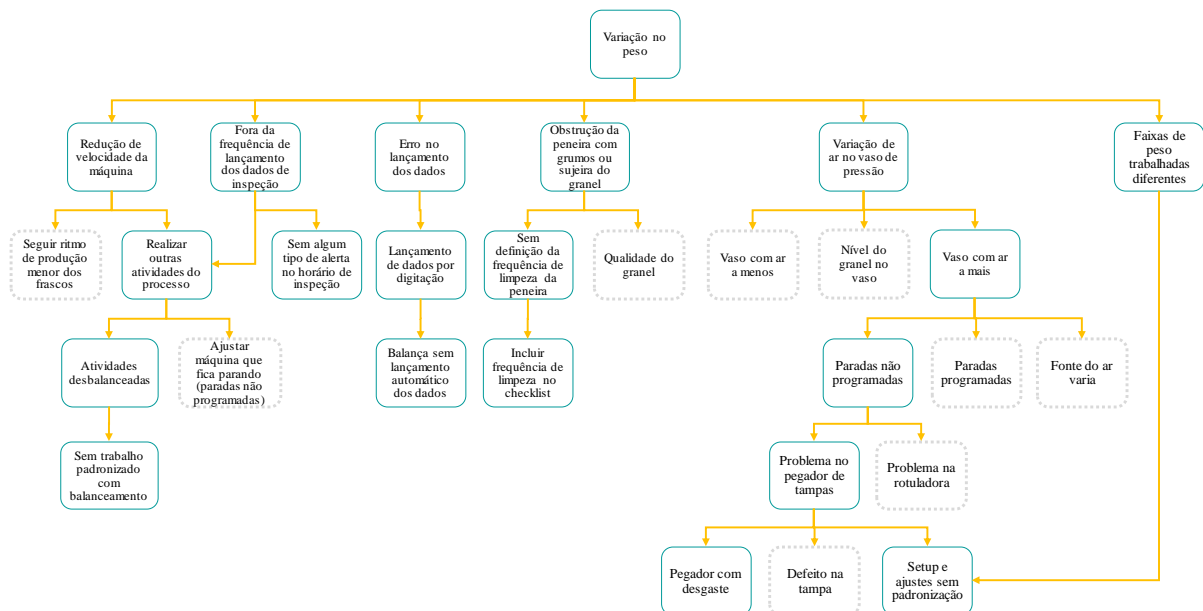 Variação no
peso
Redução de
velocidade da
máquina
Fora da
frequência de
lançamento
dos dados de
inspeção
Erro no
lançamento
dos dados
Obstrução da
peneira com
grumos ou
sujeira do
granel
Variação de
ar no vaso de
pressão
Faixas de
peso
trabalhadas
diferentes
Seguir ritmo
de produção
menor dos
frascos
Realizar
outras
atividades do
processo
Sem algum
tipo de alerta
no horário de
inspeção
Lançamento
de dados por
digitação
Sem
definição da
frequência de
limpeza da
peneira
Qualidade do
granel
Vaso com ar
a menos
Nível do
granel no
vaso
Vaso com ar
a mais
Atividades
desbalanceadas
Ajustar
máquina que
fica parando
(paradas não
programadas)
Balança sem
lançamento
automático
dos dados
Incluir
frequência de
limpeza no
checklist
Paradas não
programadas
Paradas
programadas
Fonte do ar
varia
Sem trabalho
padronizado
com
balanceamento
Problema no
pegador de
tampas
Problema na
rotuladora
Pegador com
desgaste
Defeito na
tampa
Setup e
ajustes sem
padronização